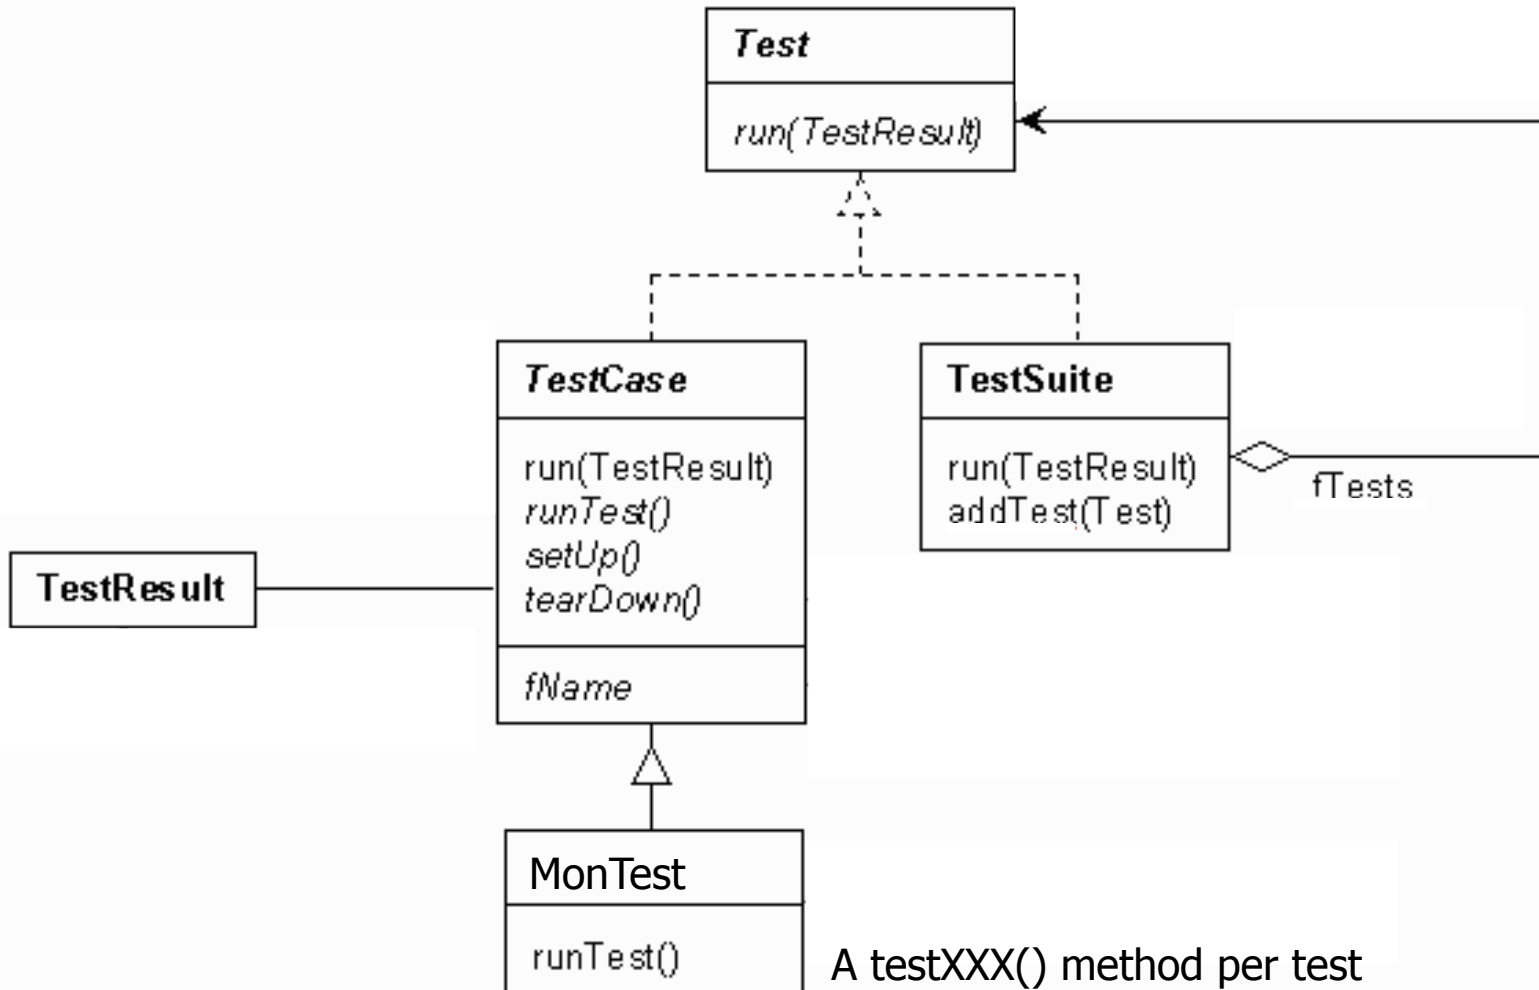 Test
run(TestResult)
TestCase
run(TestResult)
runTest()
setUp()
tearDown()
fName
TestSuite
run(TestResult)
addTest(Test)
fTests
TestResult
MonTest
runTest()
A testXXX() method per test